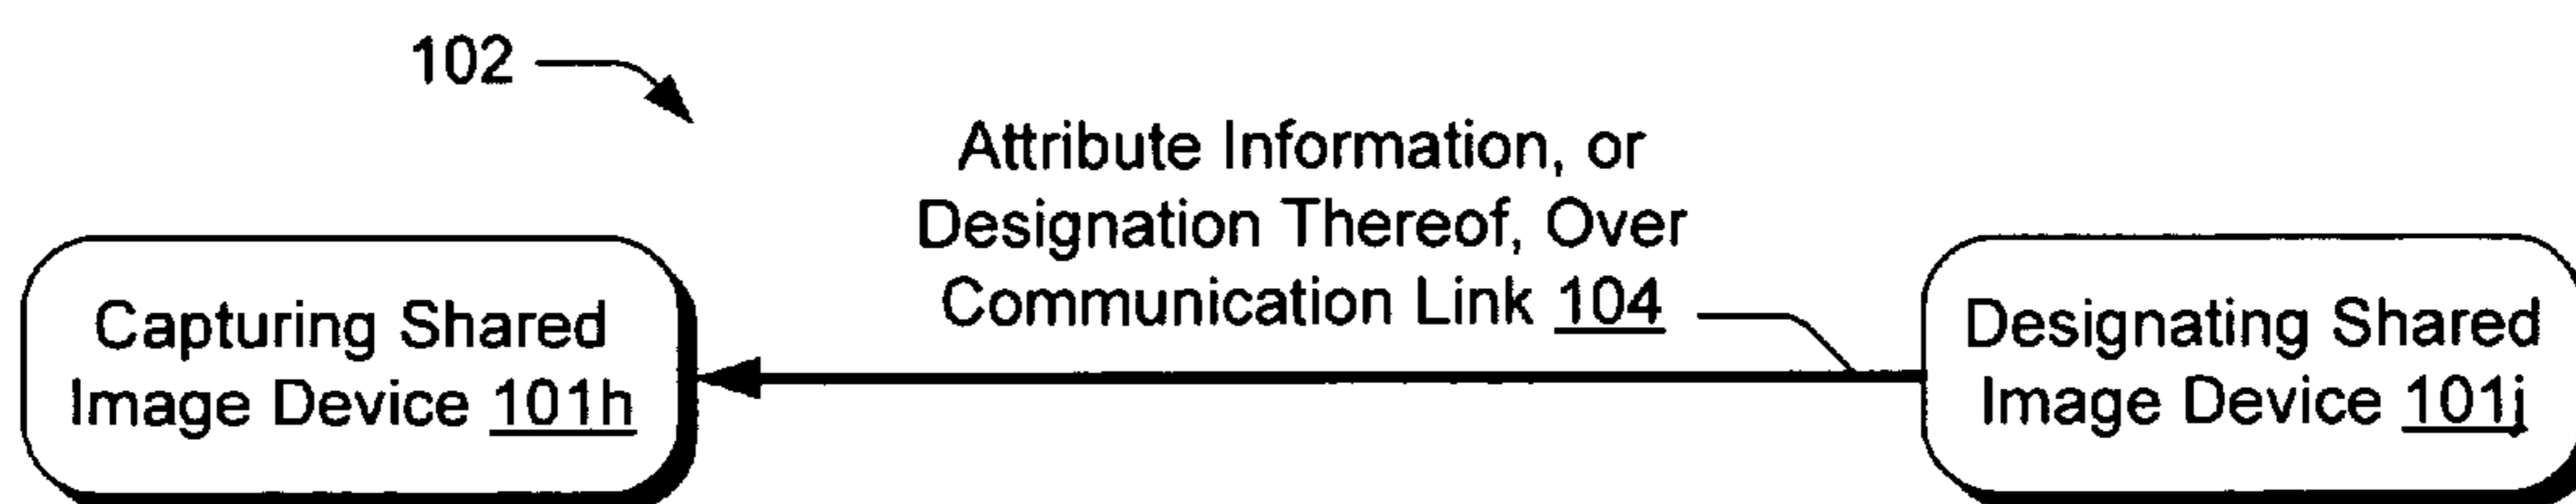 102
Attribute Information, or
Designation Thereof, Over
Communication Link 104
Capturing Shared
Image Device 101h
Designating Shared
Image Device 101j